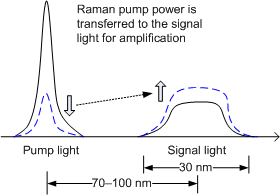 Raman pump power is
transferred to the signal
light for amplification
Pump light
Signal light
30 nm
70–100 nm